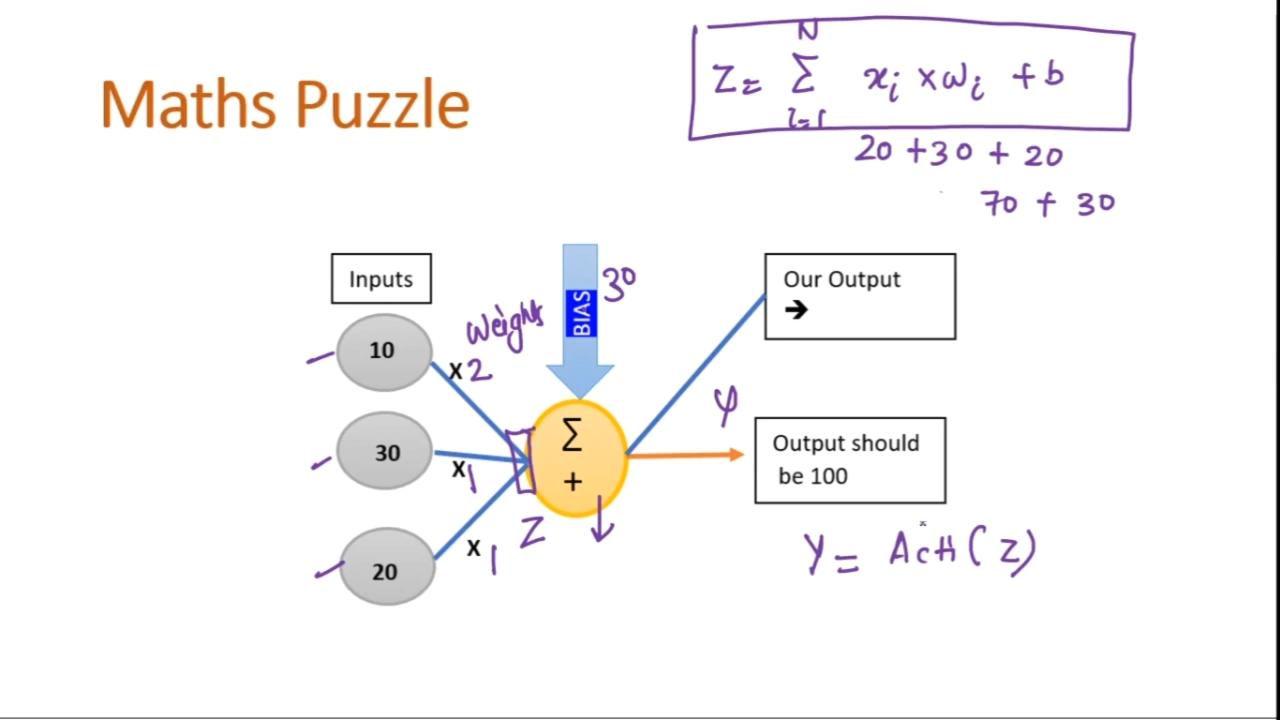 Maths Puzzle
N
Z = Σ xi × wi + b
i=1
20 + 30 + 20
70 + 30
Inputs
10
30
20
Weights
x 2
x 1
x 1
BIAS
30
Σ
+
Z
Our Output
➔
φ
Output should
be 100
Y = Act(Z)